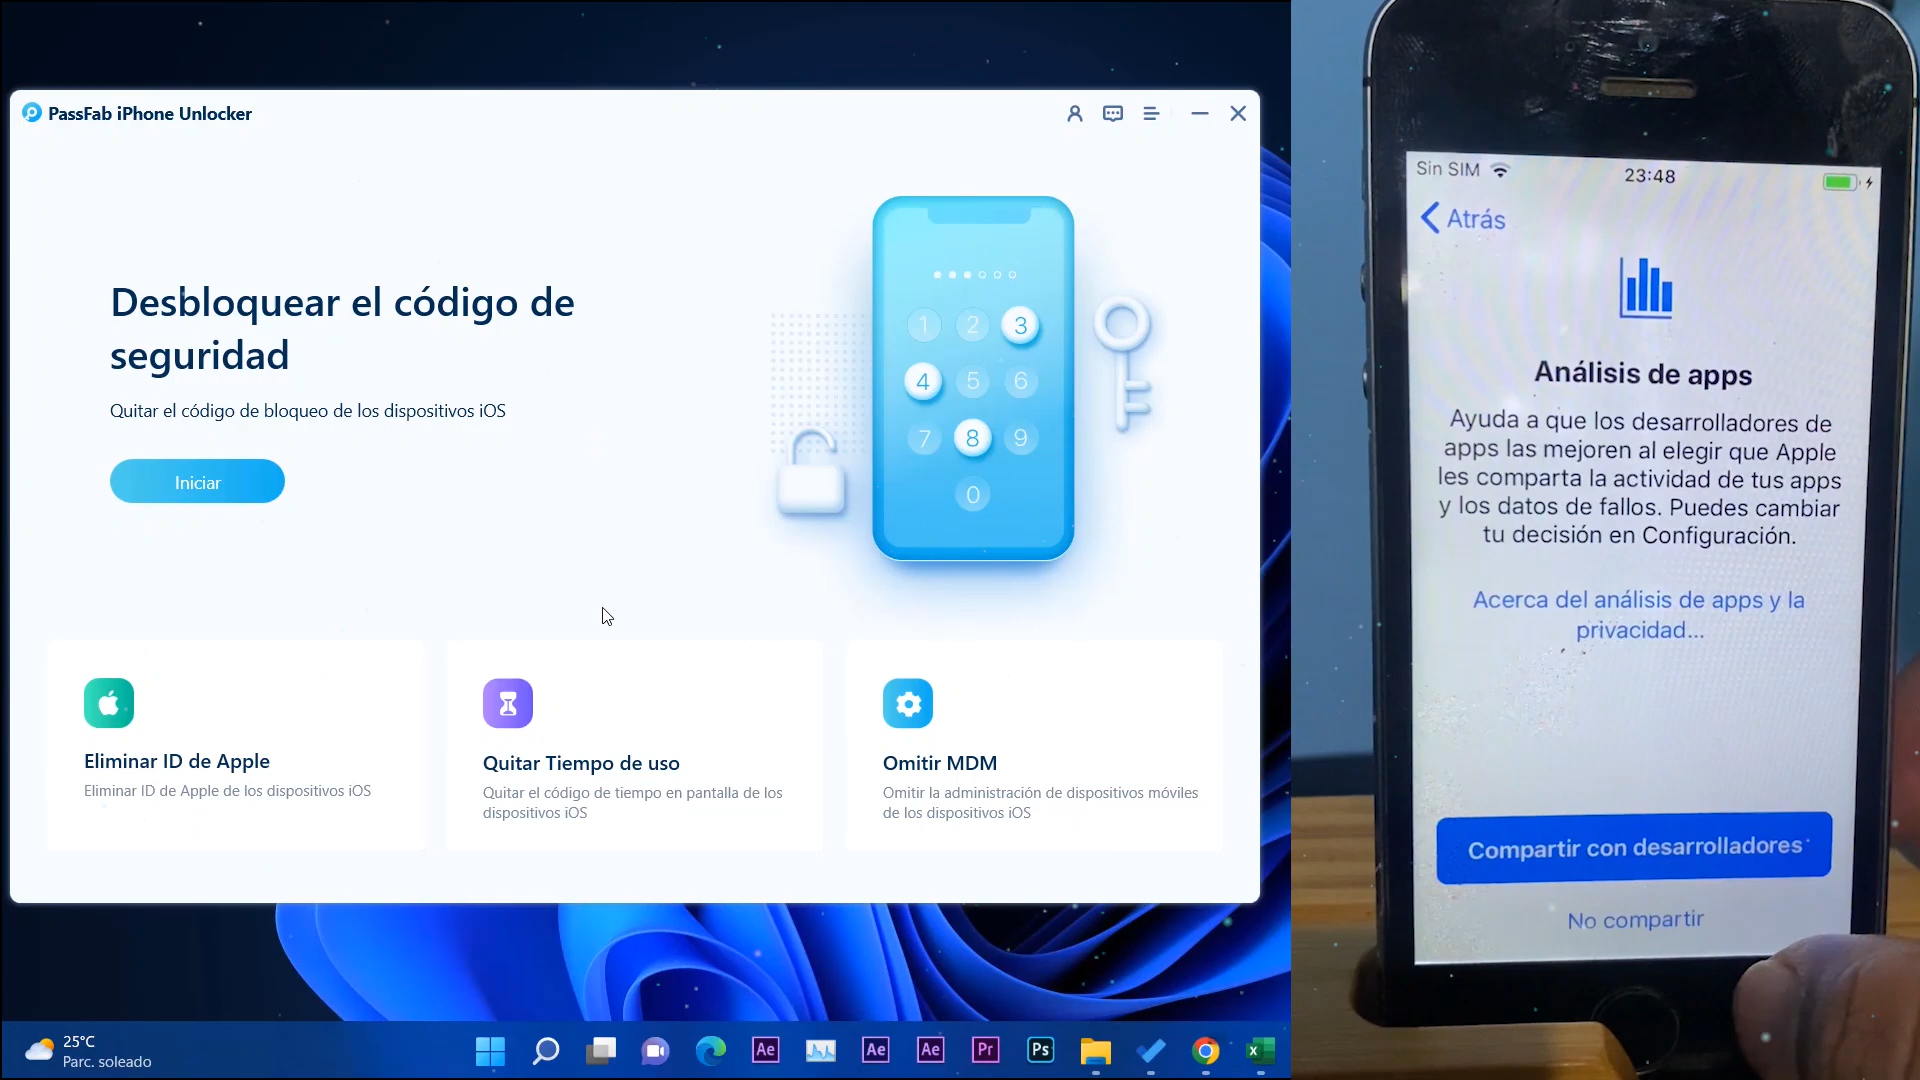 PassFab iPhone Unlocker
Desbloquear el código de
seguridad
Quitar el código de bloqueo de los dispositivos iOS
Iniciar
1 2 3
4 5 6
7 8 9
0
Eliminar ID de Apple
Eliminar ID de Apple de los dispositivos iOS
Quitar Tiempo de uso
Quitar el código de tiempo en pantalla de los
dispositivos iOS
Omitir MDM
Omitir la administración de dispositivos móviles
de los dispositivos iOS
25°C
Parc. soleado
Ae
Ae
Ae
Pr
Ps
Sin SIM
23:48
Atrás
Análisis de apps
Ayuda a que los desarrolladores de
apps las mejoren al elegir que Apple
les comparta la actividad de tus apps
y los datos de fallos. Puedes cambiar
tu decisión en Configuración.
Acerca del análisis de apps y la
privacidad...
Compartir con desarrolladores
No compartir